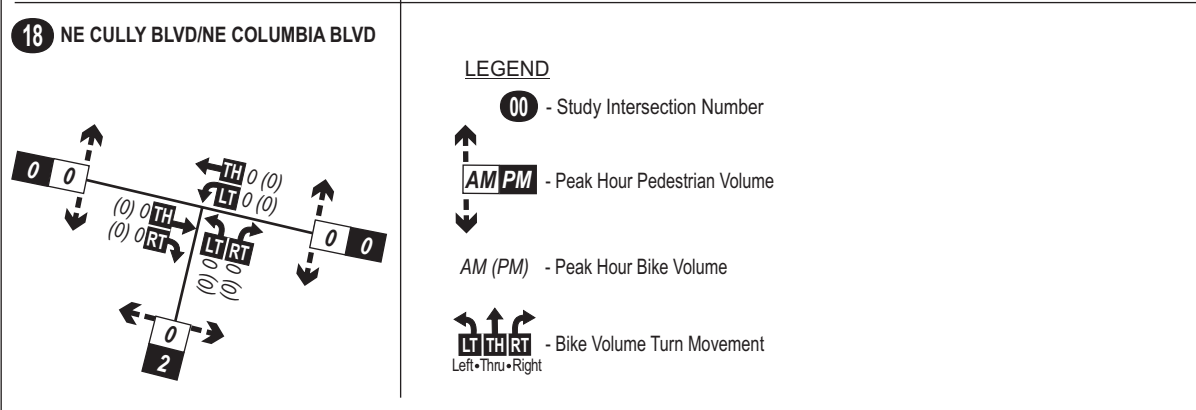 18 NE CULLY BLVD/NE COLUMBIA BLVD
0 0
TH 0 (0)
LT 0 (0)
(0) 0 TH
(0) 0 RT
LT RT
0 0
(0) (0)
0 0
0
2
LEGEND
00 - Study Intersection Number
AM PM - Peak Hour Pedestrian Volume
AM (PM) - Peak Hour Bike Volume
LT TH RT - Bike Volume Turn Movement
Left•Thru•Right